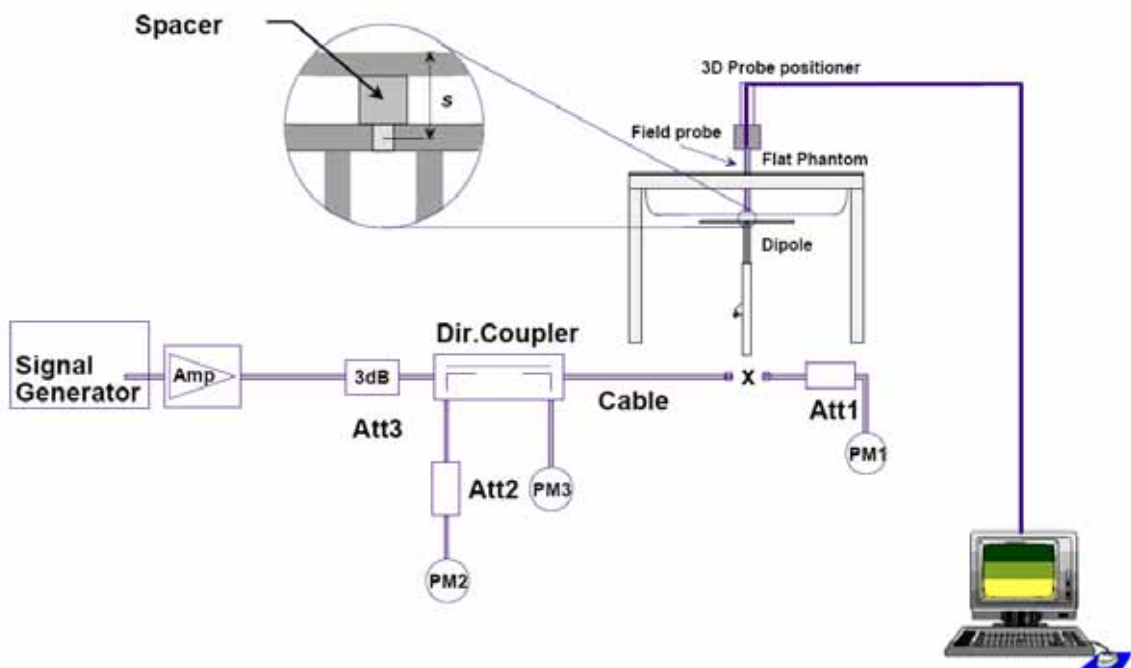 Spacer
s
3D Probe positioner
Field probe
Flat Phantom
Dipole
Dir.Coupler
Signal
Generator
Amp
3dB
Cable
X
Att1
Att3
PM1
Att2
PM3
PM2